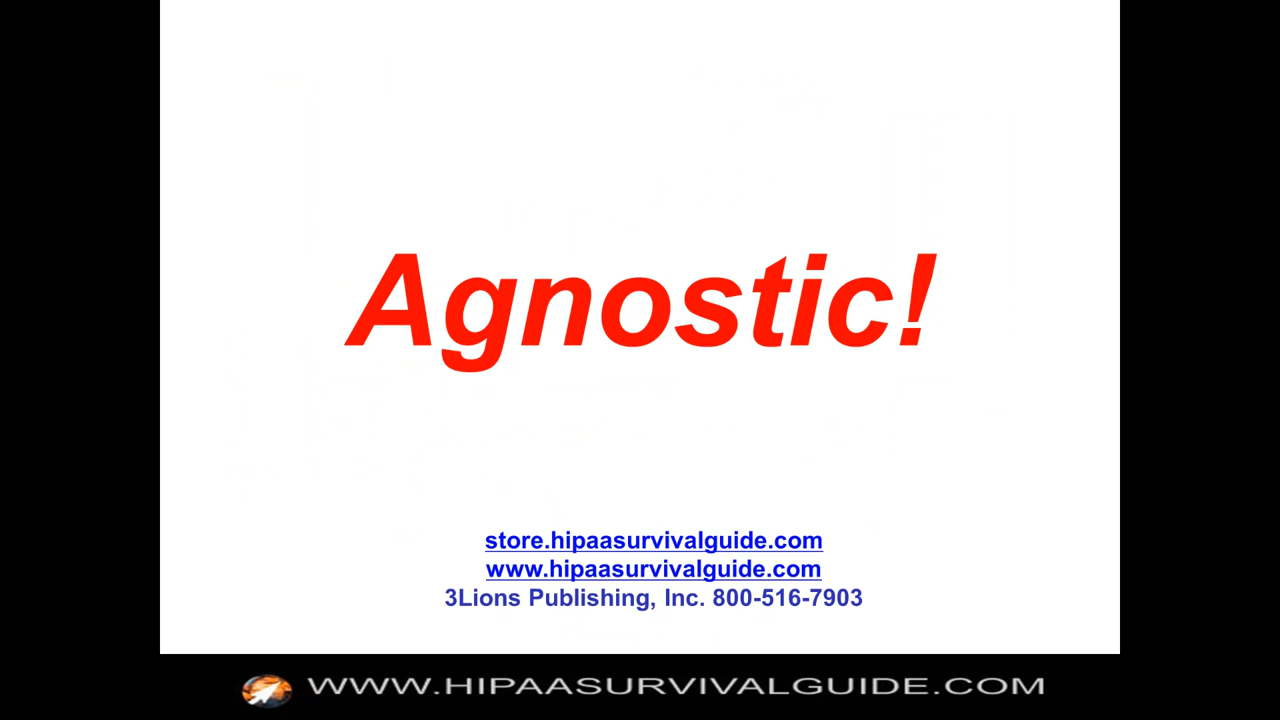 Agnostic!
store.hipaasurvivalguide.com
www.hipaasurvivalguide.com
3Lions Publishing, Inc. 800-516-7903
WWW.HIPAASURVIVALGUIDE.COM